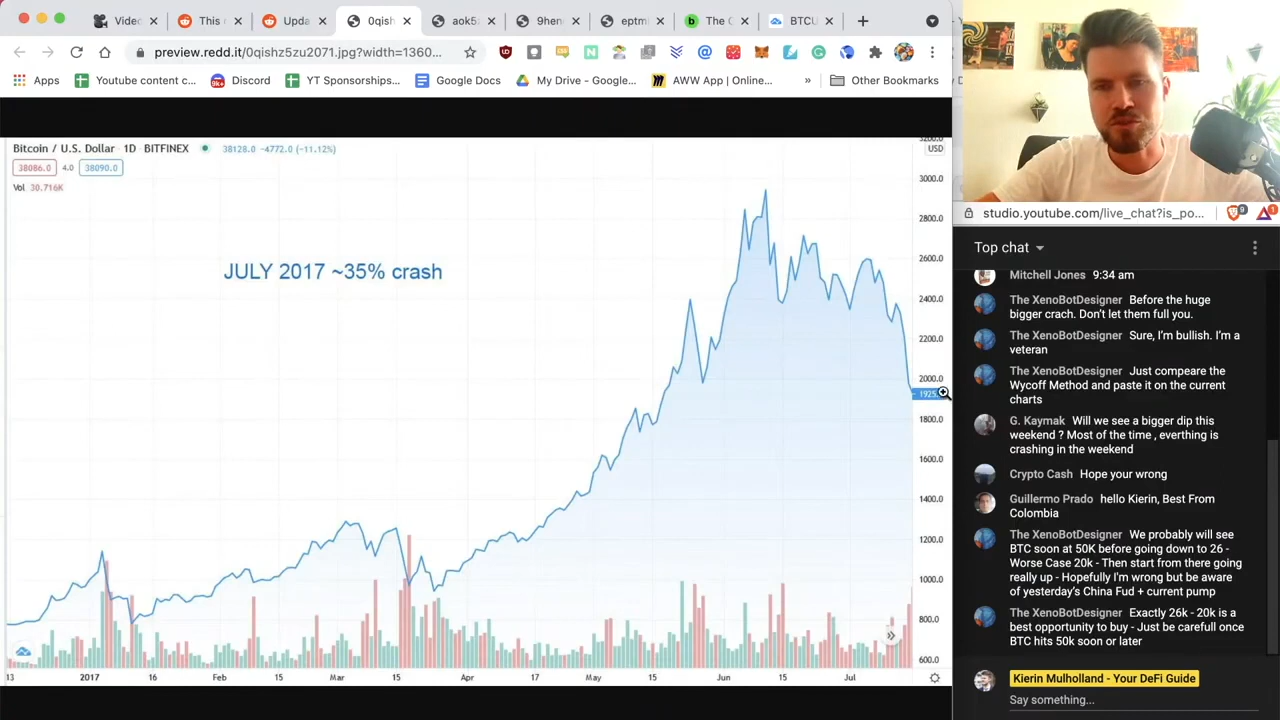 Video
This
Upda
0qish
aok5
9hen
eptm
The C
BTCU
preview.redd.it/0qishz5zu2071.jpg?width=1360...
Apps
Youtube content c...
Discord
YT Sponsorships...
Google Docs
My Drive - Google...
AWW App | Online...
»
Other Bookmarks
Bitcoin / U.S. Dollar · 1D · BITFINEX
38128.0 -4772.0 (-11.12%)
38086.0 4.0 38090.0
Vol 30.716K
JULY 2017 ~35% crash
3200.0
USD
3000.0
2800.0
2600.0
2400.0
2200.0
2000.0
1925.
1800.0
1600.0
1400.0
1200.0
1000.0
800.0
600.0
13 2017 16 Feb 15 Mar 15 Apr 17 May 15 Jun 15 Jul
studio.youtube.com/live_chat?is_po...
9
1
Top chat
Mitchell Jones 9:34 am
The XenoBotDesigner Before the huge
bigger crash. Don't let them full you.
The XenoBotDesigner Sure, I'm bullish. I'm a
veteran
The XenoBotDesigner Just compeare the
Wycoff Method and paste it on the current
charts
G. Kaymak Will we see a bigger dip this
weekend ? Most of the time , everthing is
crashing in the weekend
Crypto Cash Hope your wrong
Guillermo Prado hello Kierin, Best From
Colombia
The XenoBotDesigner We probably will see
BTC soon at 50K before going down to 26 -
Worse Case 20k - Then start from there going
really up - Hopefully I'm wrong but be aware
of yesterday's China Fud + current pump
The XenoBotDesigner Exactly 26k - 20k is a
best opportunity to buy - Just be carefull once
BTC hits 50k soon or later
Kierin Mulholland - Your DeFi Guide
Say something...